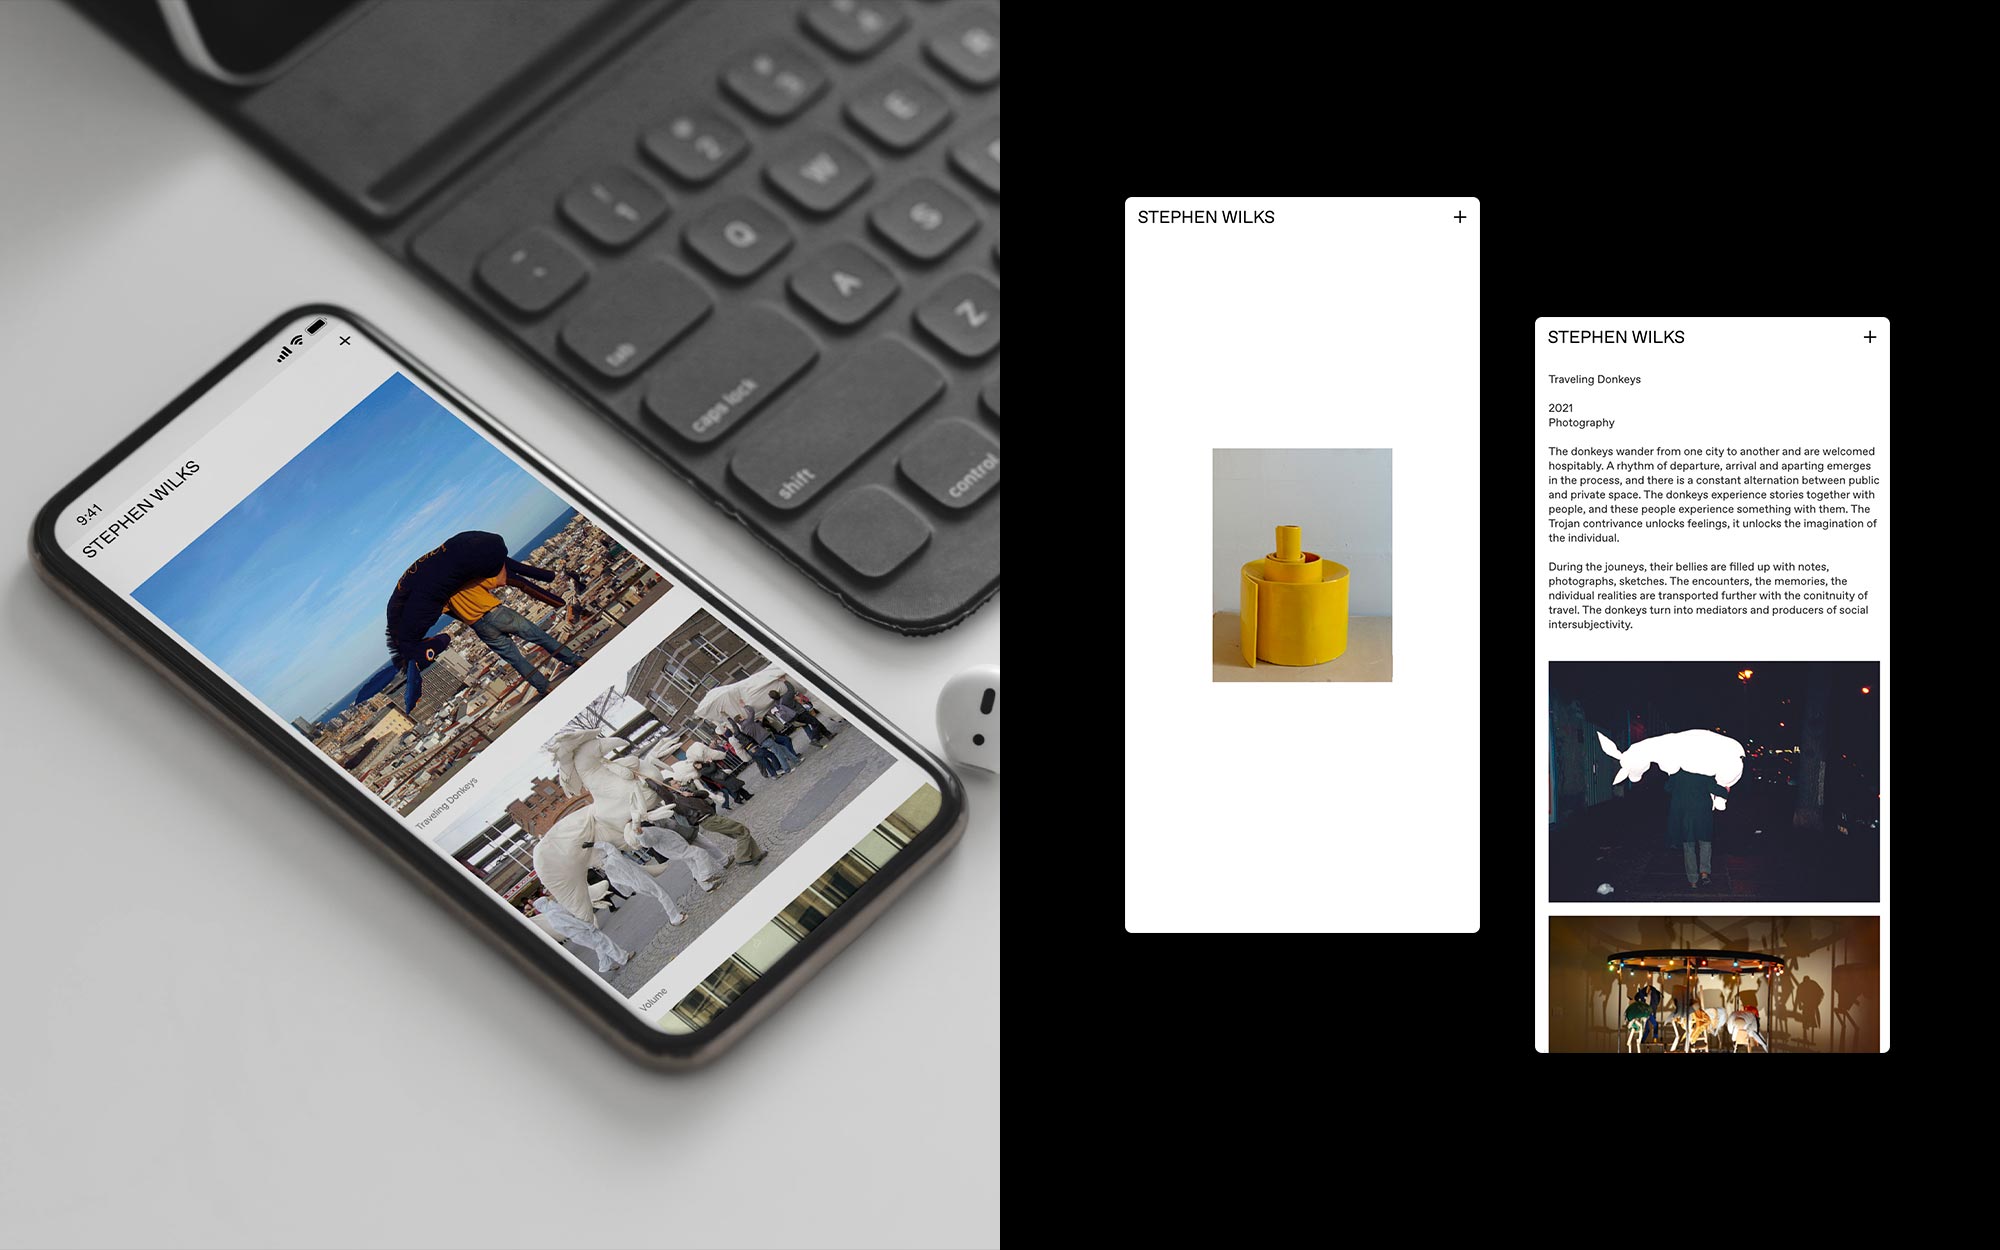 9:41
STEPHEN WILKS
Traveling Donkeys
Volume
tab
caps lock
shift
control
Q
W
E
A
S
Z
STEPHEN WILKS
+
STEPHEN WILKS
+
Traveling Donkeys
2021
Photography
The donkeys wander from one city to another and are welcomed
hospitably. A rhythm of departure, arrival and aparting emerges
in the process, and there is a constant alternation between public
and private space. The donkeys experience stories together with
people, and these people experience something with them. The
Trojan contrivance unlocks feelings, it unlocks the imagination of
the individual.
During the jouneys, their bellies are filled up with notes,
photographs, sketches. The encounters, the memories, the
ndividual realities are transported further with the conitnuity of
travel. The donkeys turn into mediators and producers of social
intersubjectivity.